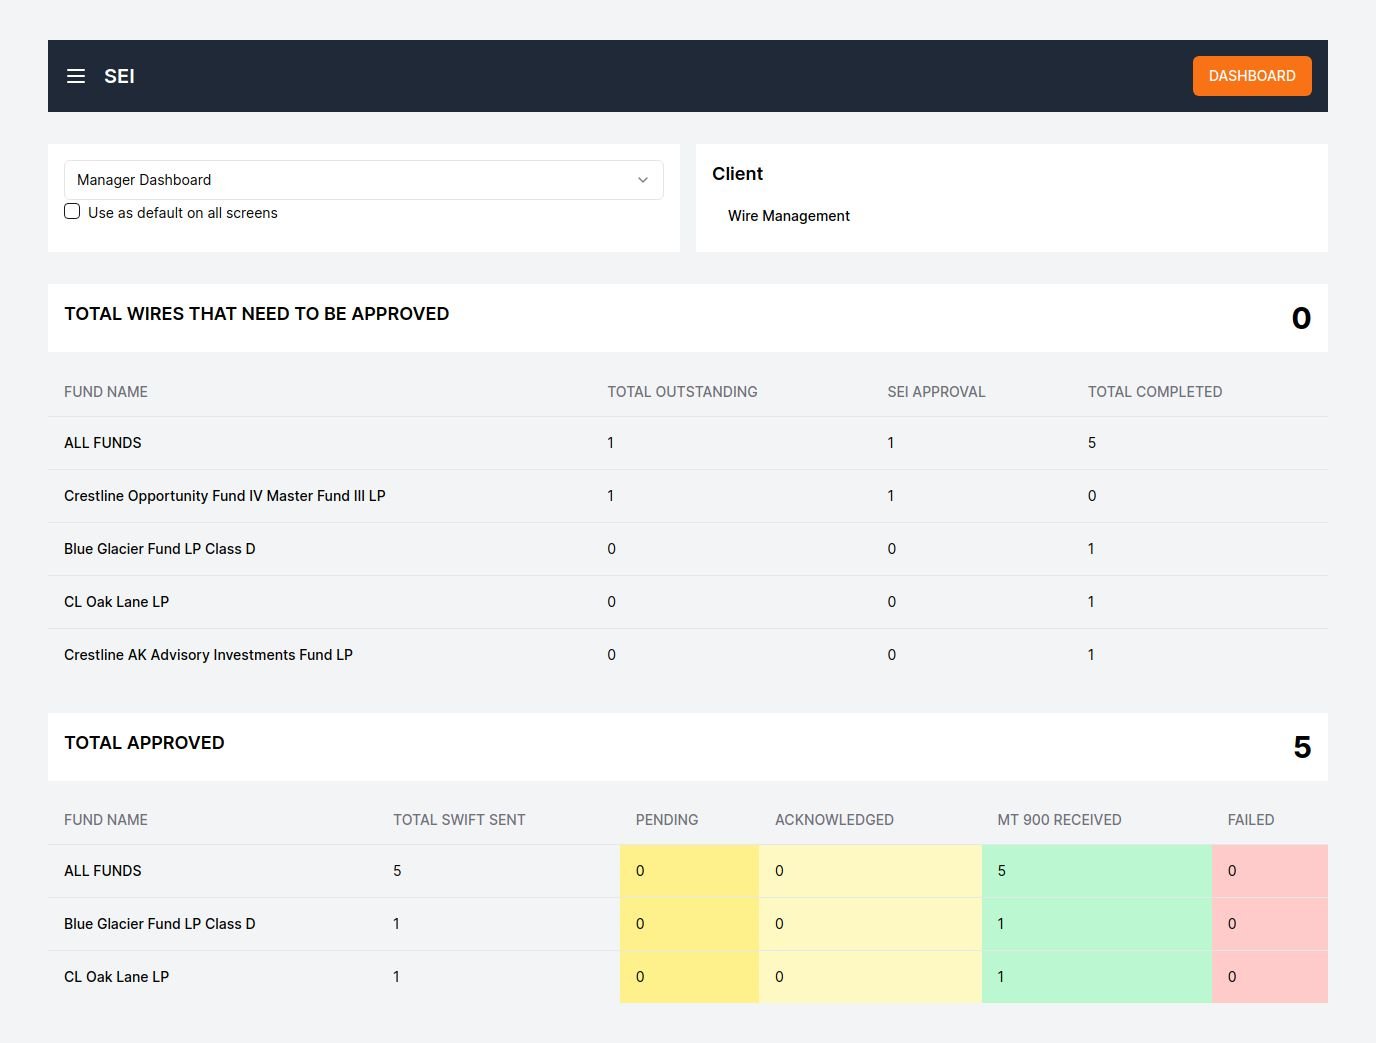 SEI
DASHBOARD
Manager Dashboard
Use as default on all screens
Client
Wire Management
TOTAL WIRES THAT NEED TO BE APPROVED 0
FUND NAME TOTAL OUTSTANDING SEI APPROVAL TOTAL COMPLETED
ALL FUNDS 1 1 5
Crestline Opportunity Fund IV Master Fund III LP 1 1 0
Blue Glacier Fund LP Class D 0 0 1
CL Oak Lane LP 0 0 1
Crestline AK Advisory Investments Fund LP 0 0 1
TOTAL APPROVED 5
FUND NAME TOTAL SWIFT SENT PENDING ACKNOWLEDGED MT 900 RECEIVED FAILED
ALL FUNDS 5 0 0 5 0
Blue Glacier Fund LP Class D 1 0 0 1 0
CL Oak Lane LP 1 0 0 1 0